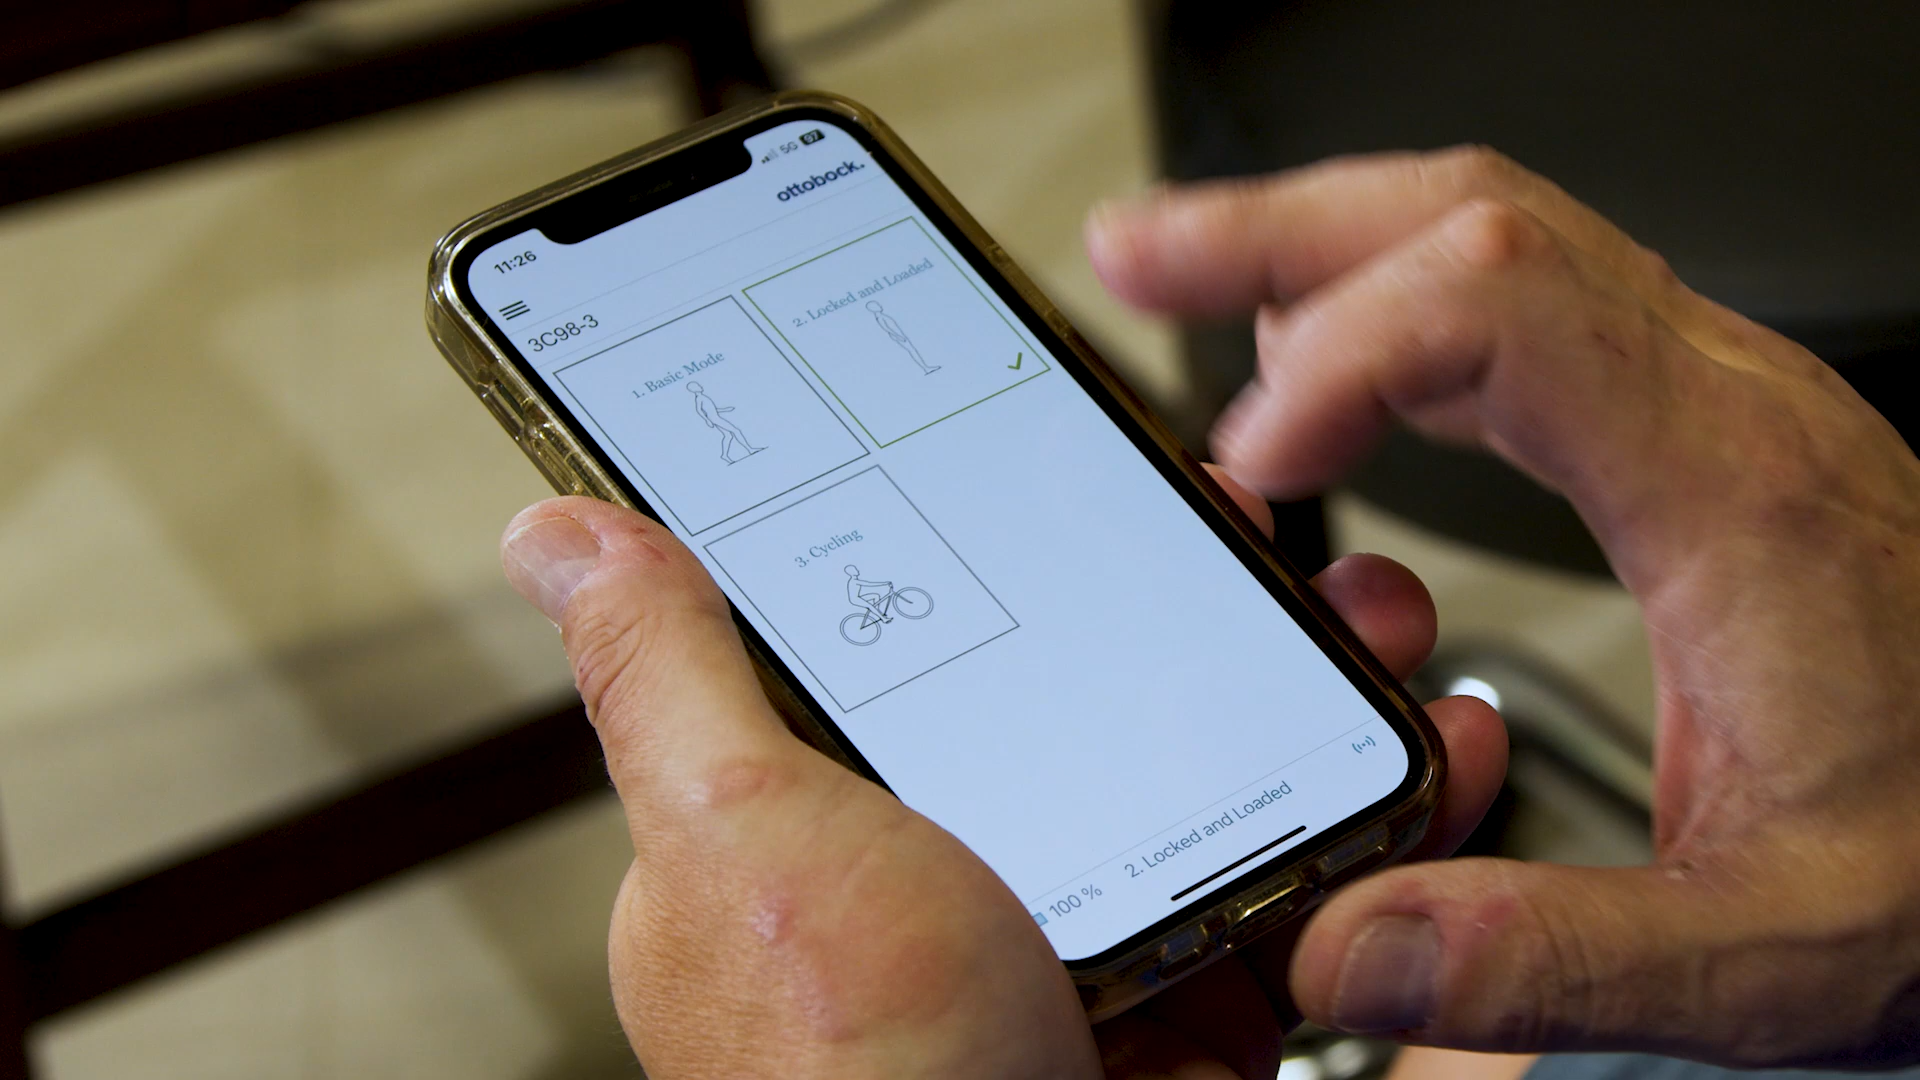 11:26
5G 97
ottobock.
3C98-3
1. Basic Mode
2. Locked and Loaded
3. Cycling
100 %
2. Locked and Loaded